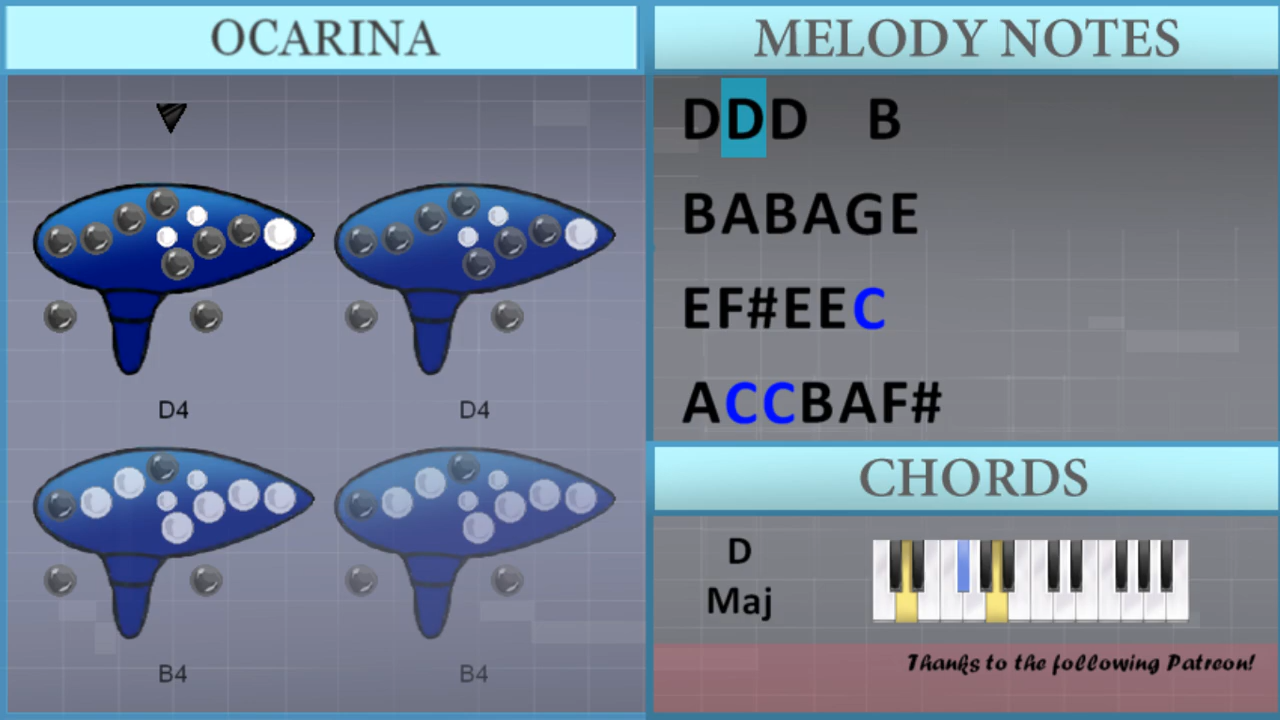 OCARINA
D4 D4
B4 B4
MELODY NOTES
DDD B
BABAGE
EF#EEC
ACCBAF#
CHORDS
D
Maj
Thanks to the following Patreon!